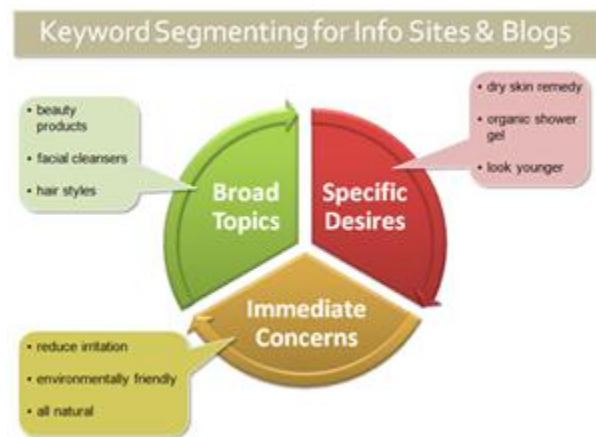 Keyword Segmenting for Info Sites & Blogs
• beauty
products
• facial cleansers
• hair styles
• dry skin remedy
• organic shower
gel
• look younger
Broad
Topics
Specific
Desires
Immediate
Concerns
• reduce irritation
• environmentally friendly
• all natural